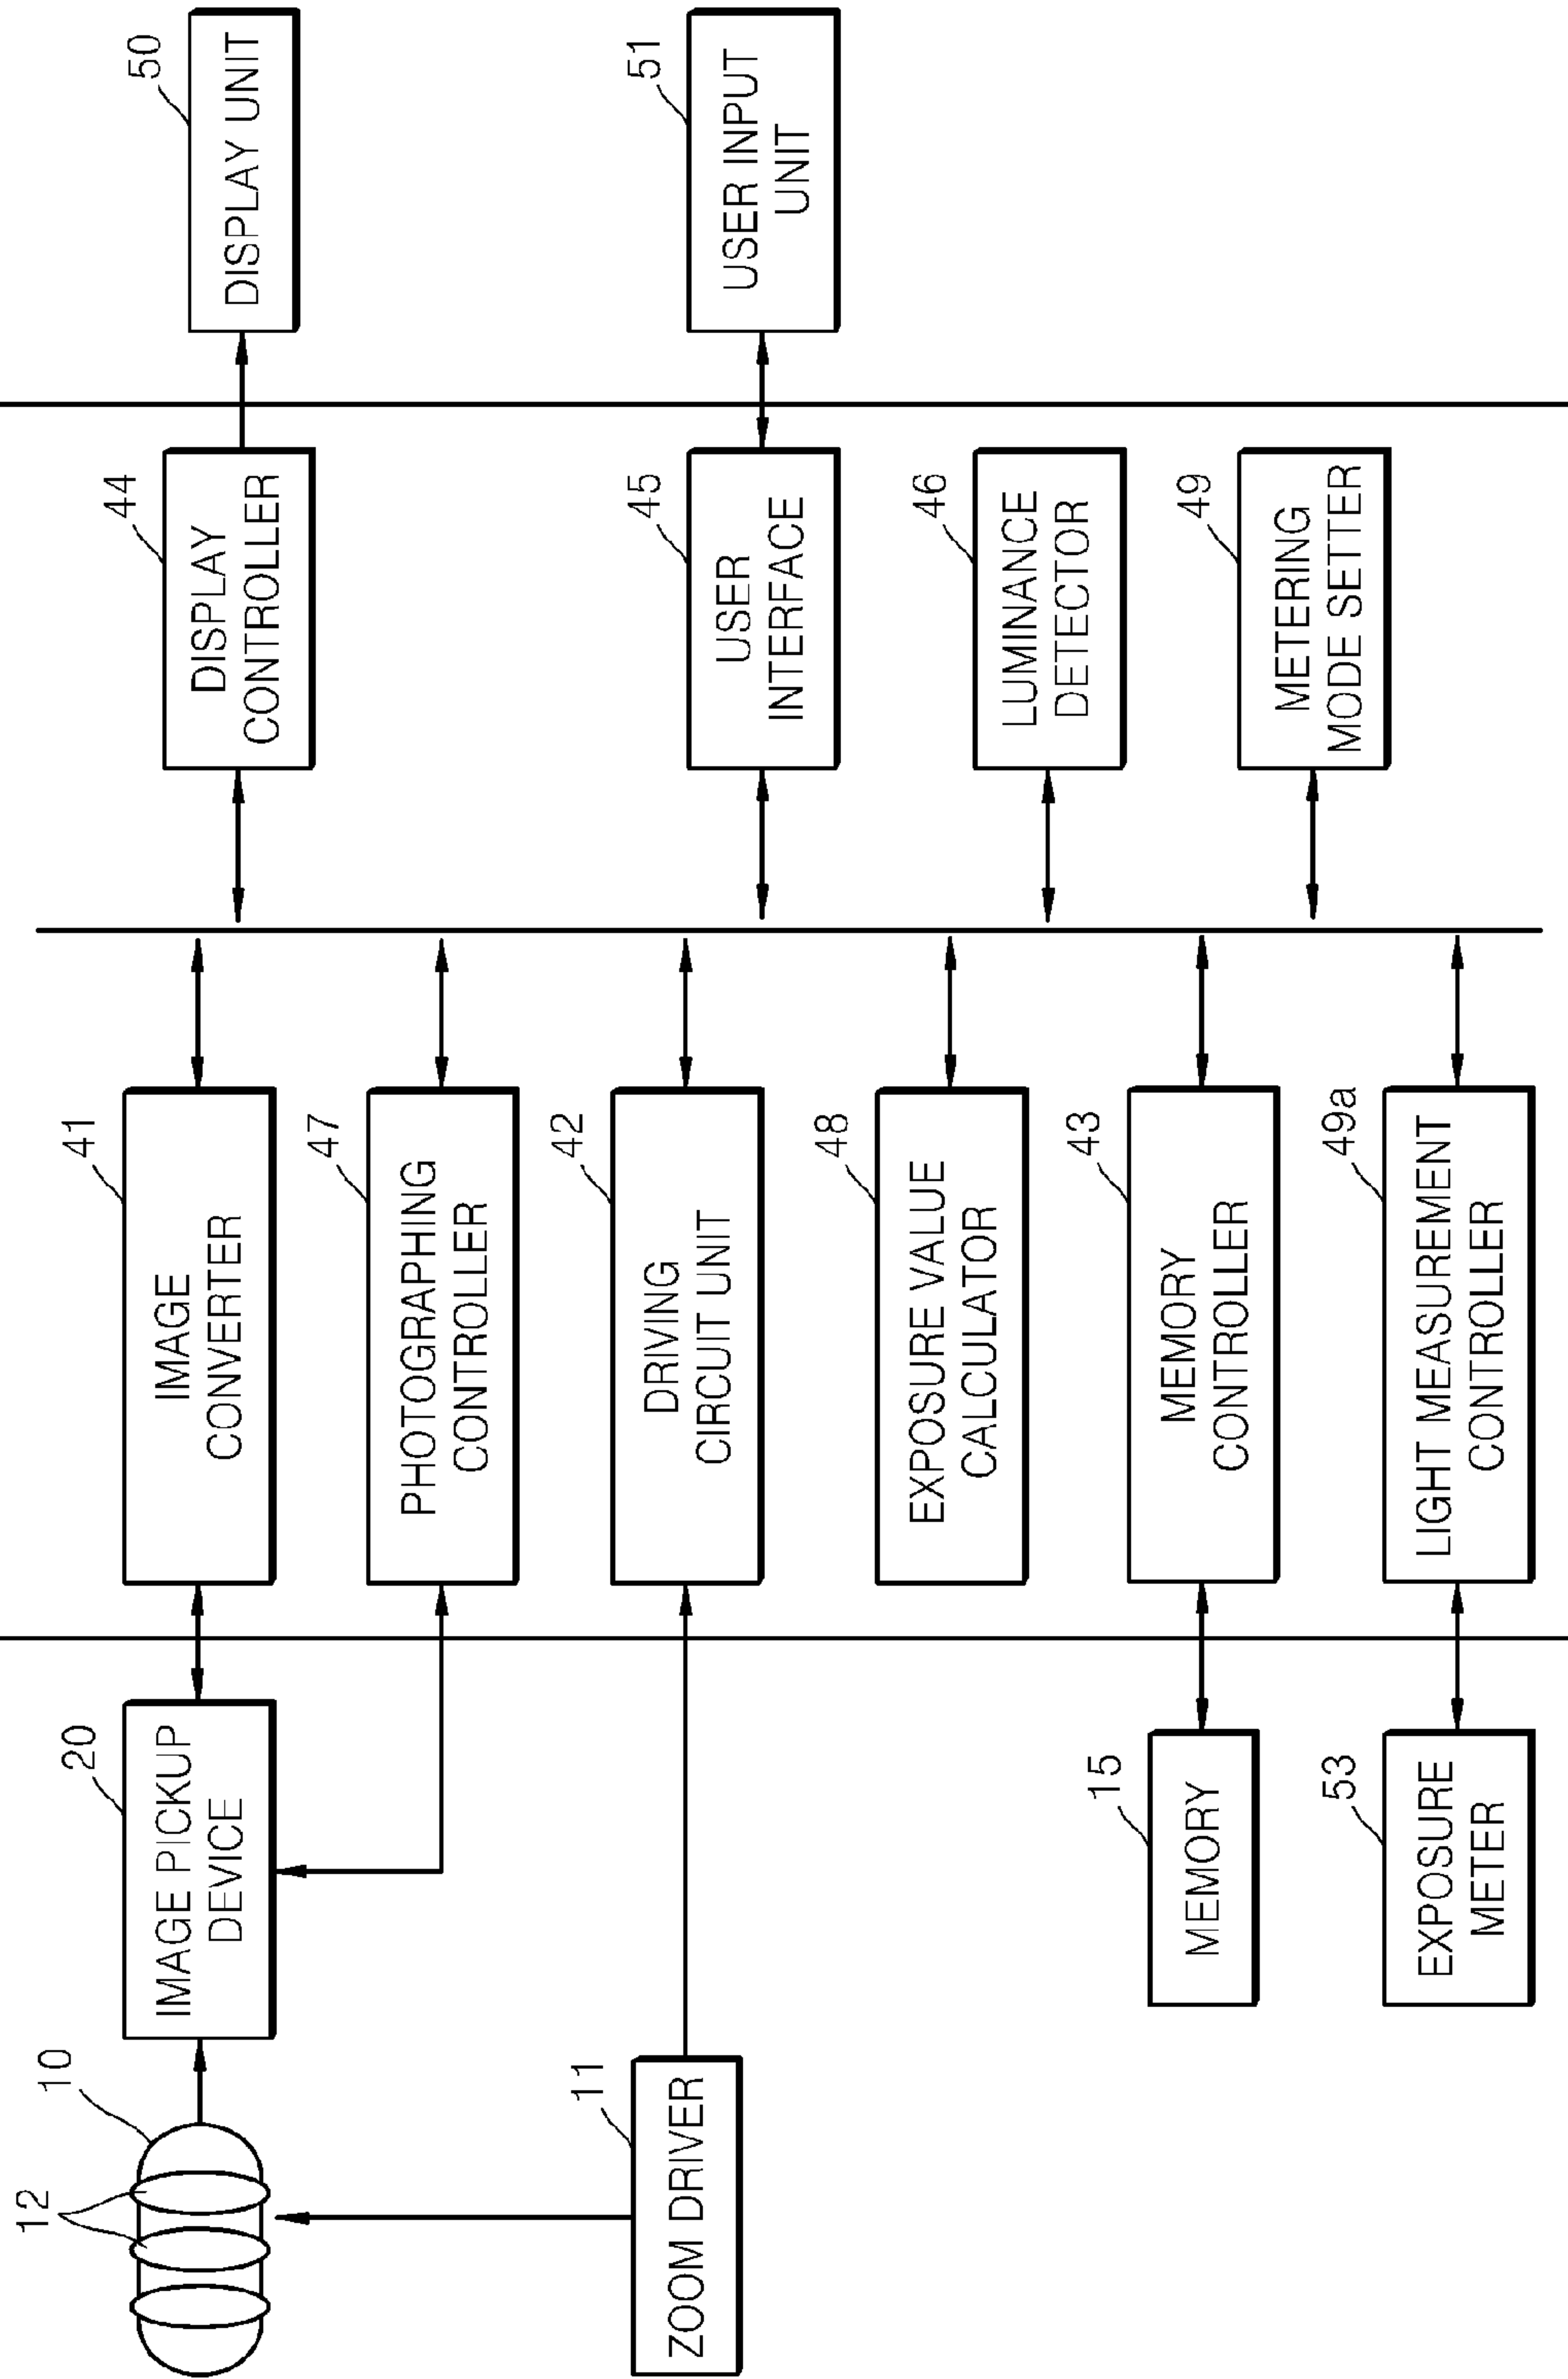 10
12
20
IMAGE PICKUP
DEVICE
11
ZOOM DRIVER
15
MEMORY
53
EXPOSURE
METER
41
IMAGE
CONVERTER
47
PHOTOGRAPHING
CONTROLLER
42
DRIVING
CIRCUIT UNIT
48
EXPOSURE VALUE
CALCULATOR
43
MEMORY
CONTROLLER
49a
LIGHT MEASUREMENT
CONTROLLER
44
DISPLAY
CONTROLLER
45
USER
INTERFACE
46
LUMINANCE
DETECTOR
49
METERING
MODE SETTER
50
DISPLAY UNIT
51
USER INPUT
UNIT